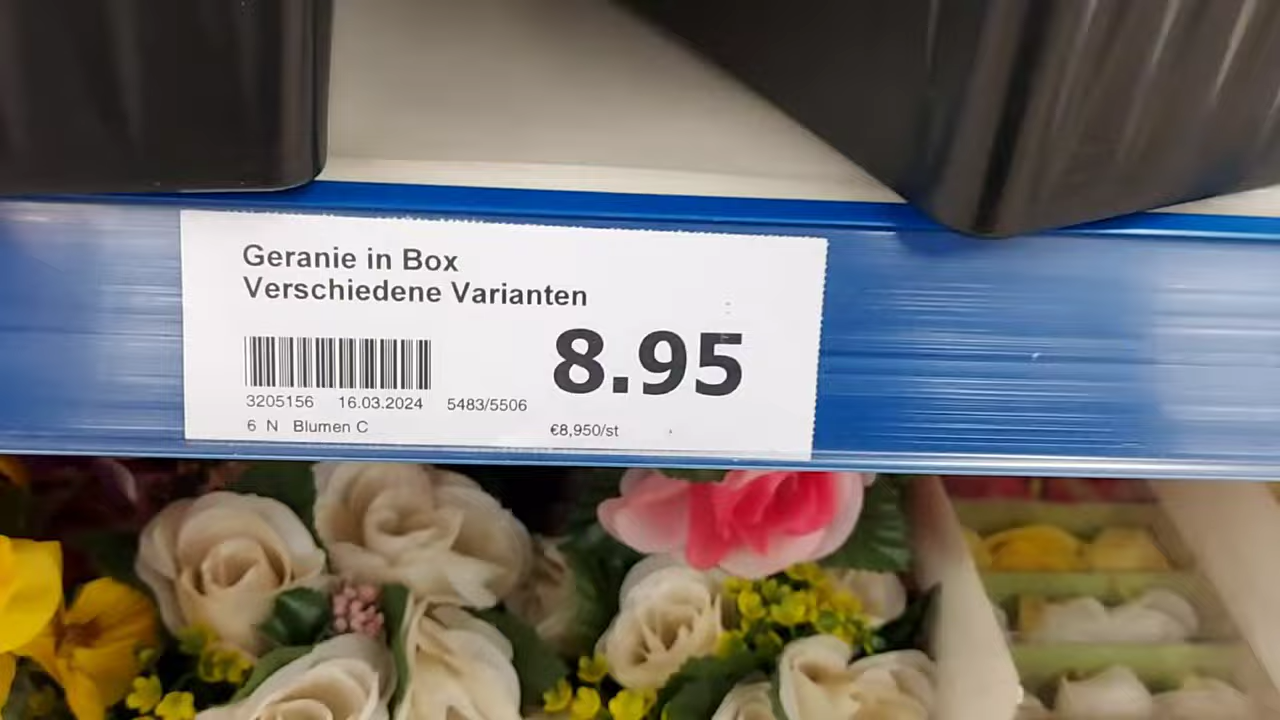 Geranie in Box
Verschiedene Varianten
8.95
3205156 16.03.2024 5483/5506
6 N Blumen C €8,950/st